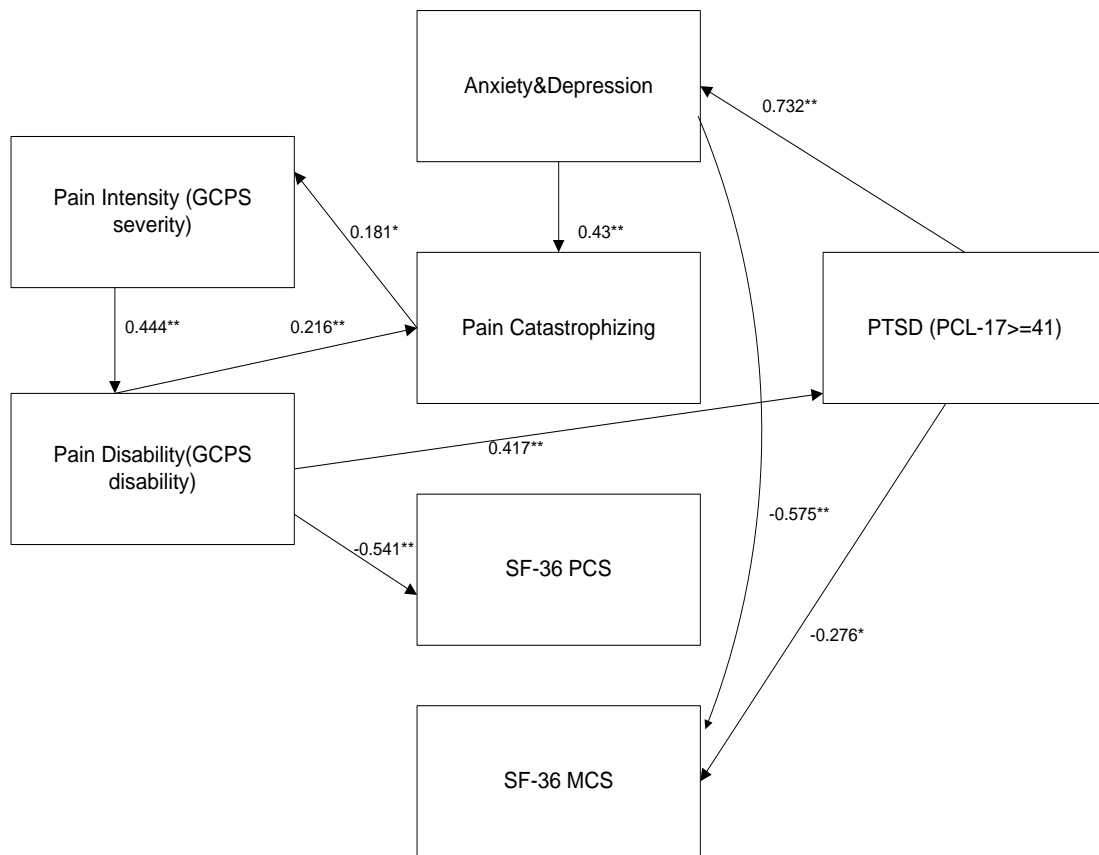 Anxiety&Depression
0.732**
Pain Intensity (GCPS
severity)
0.181*
0.43**
Pain Catastrophizing
PTSD (PCL-17>=41)
0.444**
0.216**
Pain Disability(GCPS
disability)
0.417**
-0.575**
-0.541**
SF-36 PCS
-0.276*
SF-36 MCS